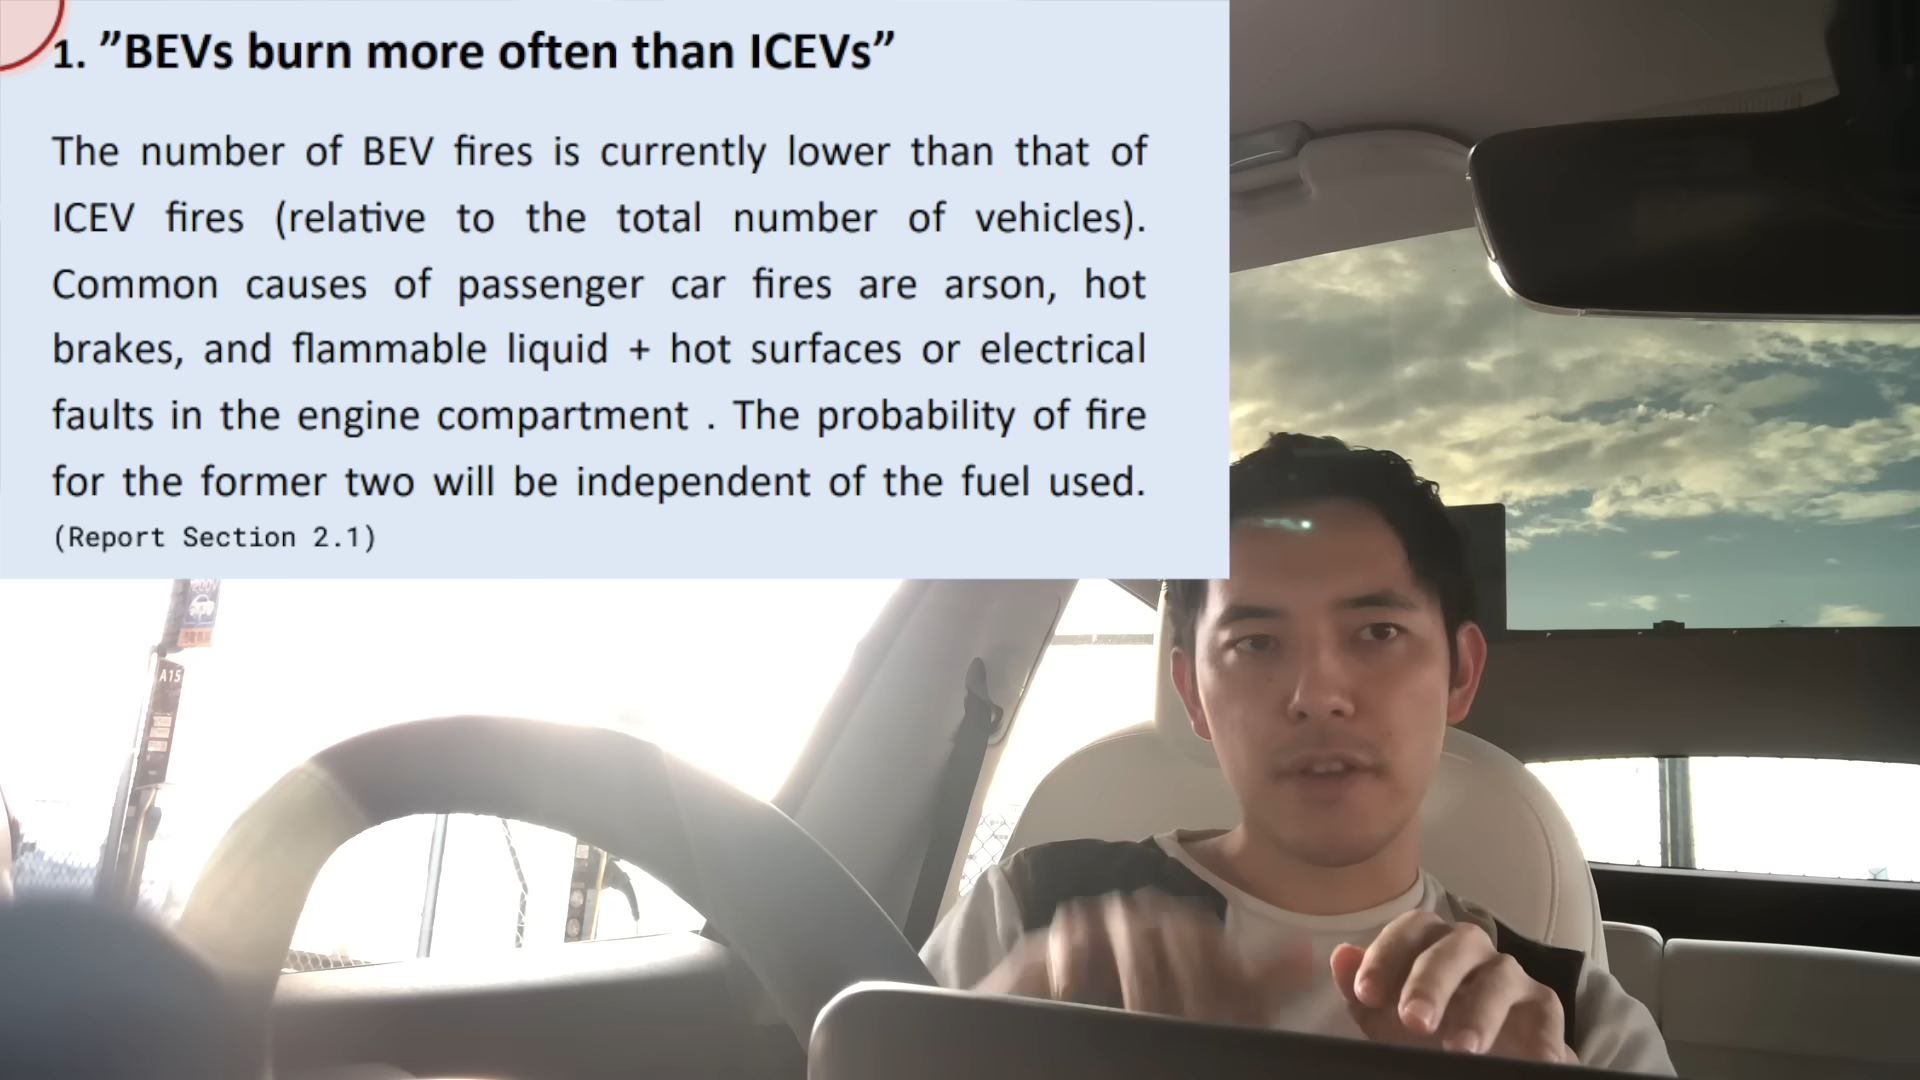 1. ”BEVs burn more often than ICEVs”
The number of BEV fires is currently lower than that of
ICEV fires (relative to the total number of vehicles).
Common causes of passenger car fires are arson, hot
brakes, and flammable liquid + hot surfaces or electrical
faults in the engine compartment . The probability of fire
for the former two will be independent of the fuel used.
(Report Section 2.1)
A15